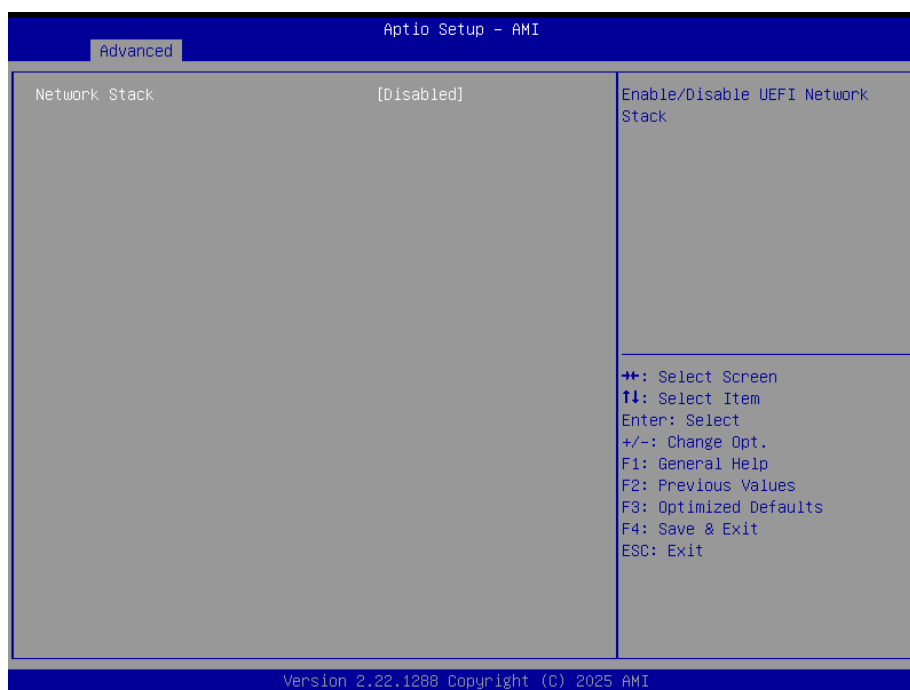 Aptio Setup - AMI
Advanced
Network Stack [Disabled]
Enable/Disable UEFI Network
Stack
→←: Select Screen
↑↓: Select Item
Enter: Select
+/-: Change Opt.
F1: General Help
F2: Previous Values
F3: Optimized Defaults
F4: Save & Exit
ESC: Exit
Version 2.22.1288 Copyright (C) 2025 AMI